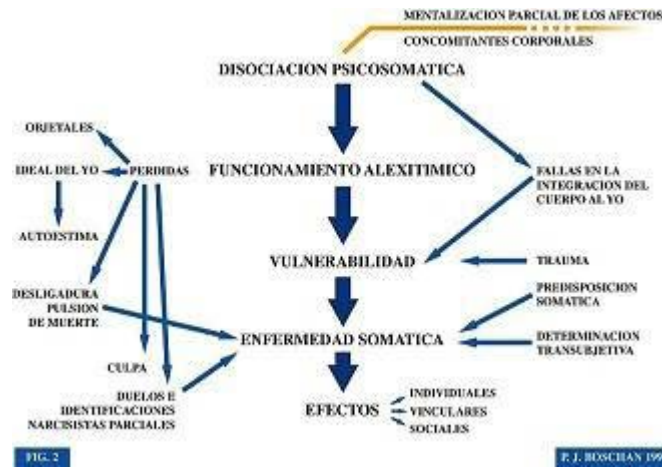 MENTALIZACION PARCIAL DE LOS AFECTOS
CONCOMITANTES CORPORALES
DISOCIACION PSICOSOMATICA
OBJETALES
IDEAL DEL YO
PERDIDAS
FUNCIONAMIENTO ALEXITIMICO
FALLAS EN LA
INTEGRACION DEL
CUERPO AL YO
AUTOESTIMA
VULNERABILIDAD
TRAUMA
DESLIGADURA
PULSION
DE MUERTE
PREDISPOSICION
SOMATICA
ENFERMEDAD SOMATICA
DETERMINACION
TRANSUBJETIVA
CULPA
DUELOS E
IDENTIFICACIONES
NARCISISTAS PARCIALES
EFECTOS
INDIVIDUALES
VINCULARES
SOCIALES
FIG. 2
P. J. BOSCHAN 199